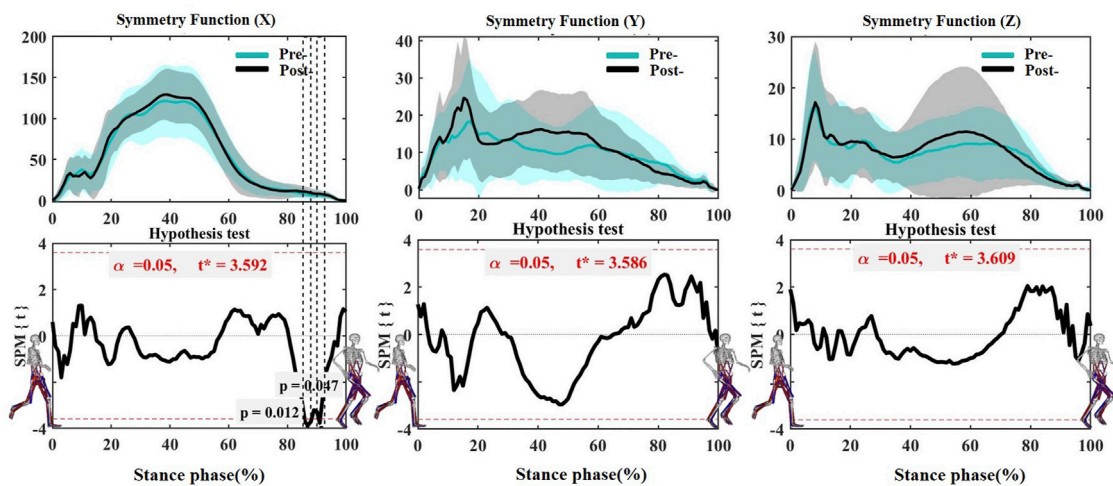 Symmetry Function (X)
200
150
100
50
0
Pre-
Post-
0 20 40 60 80 100
Symmetry Function (Y)
40
30
20
10
0
Pre-
Post-
0 20 40 60 80 100
Symmetry Function (Z)
30
20
10
0
Pre-
Post-
0 20 40 60 80 100
Hypothesis test
SPM { t }
4
2
0
-2
-4
α =0.05, t* = 3.592
p = 0.047
p = 0.012
0 20 40 60 80 100
Stance phase(%)
Hypothesis test
SPM { t }
4
2
0
-2
-4
α =0.05, t* = 3.586
0 20 40 60 80 100
Stance phase(%)
Hypothesis test
SPM { t }
4
2
0
-2
-4
α =0.05, t* = 3.609
0 20 40 60 80 100
Stance phase(%)